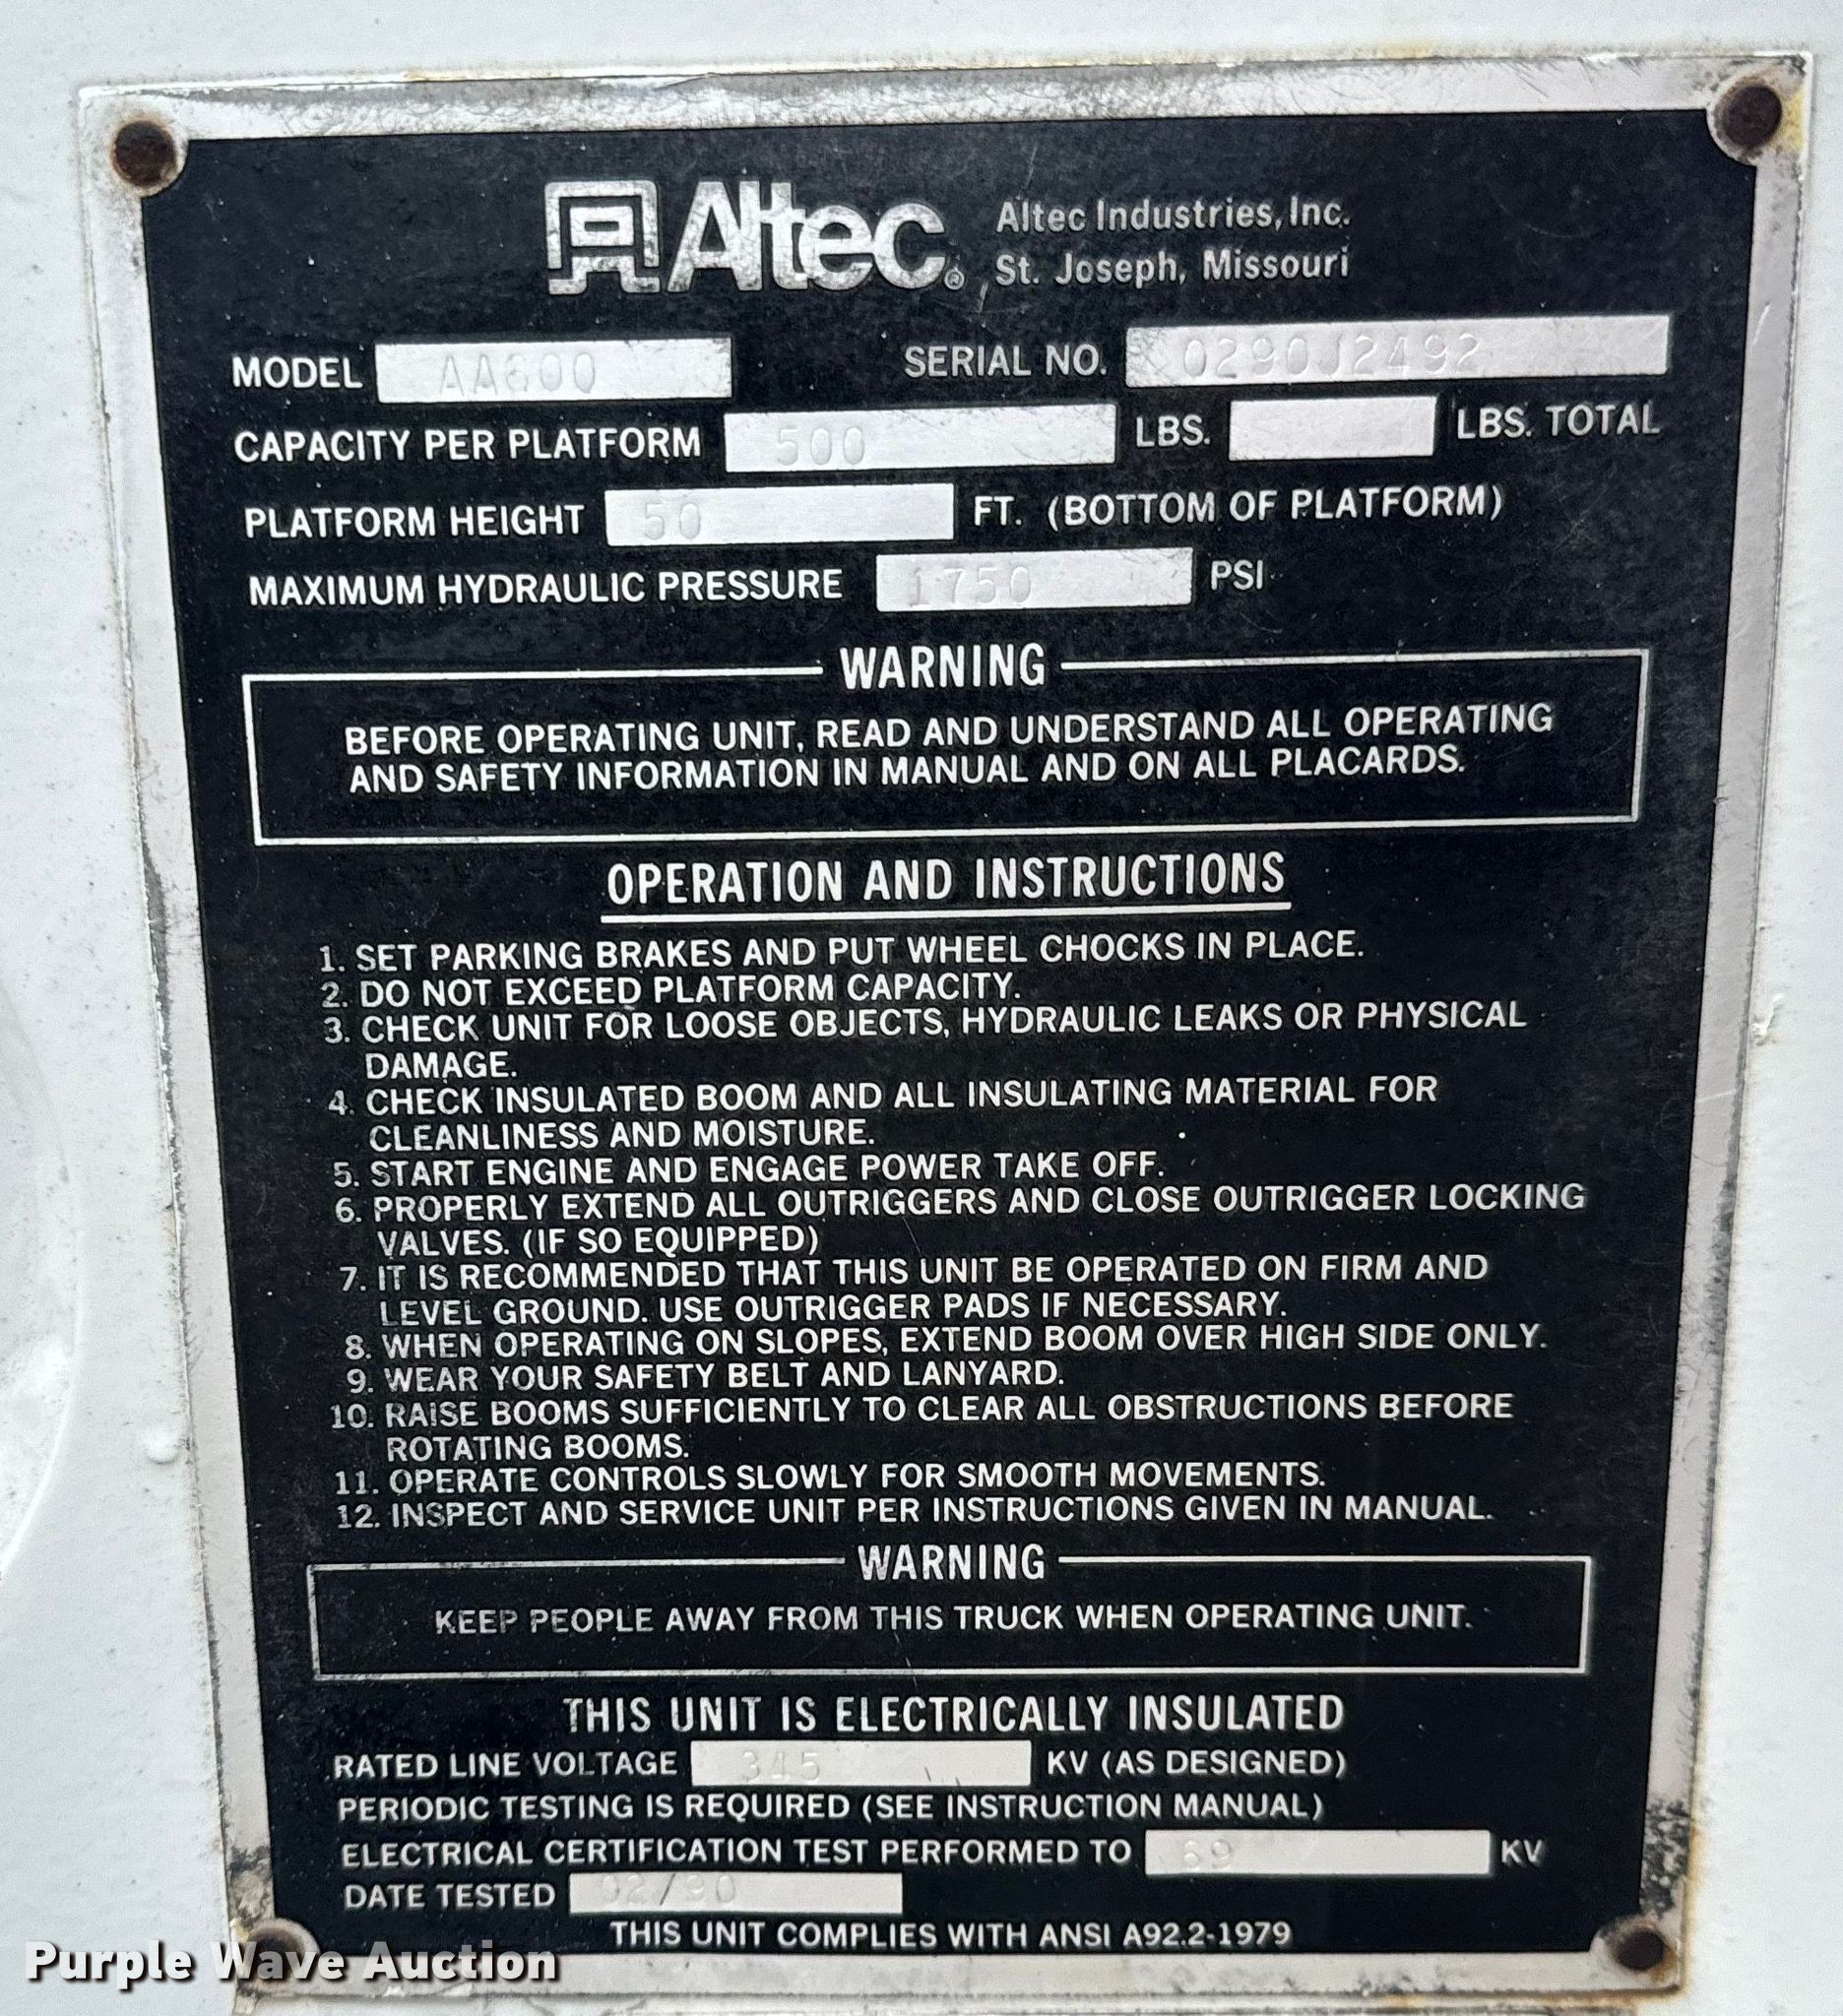 Altec® Altec Industries, Inc.
St. Joseph, Missouri
MODEL AA600 SERIAL NO. 0290J2492
CAPACITY PER PLATFORM 500 LBS. LBS. TOTAL
PLATFORM HEIGHT 50 FT. (BOTTOM OF PLATFORM)
MAXIMUM HYDRAULIC PRESSURE 1750 PSI
WARNING
BEFORE OPERATING UNIT, READ AND UNDERSTAND ALL OPERATING
AND SAFETY INFORMATION IN MANUAL AND ON ALL PLACARDS.
OPERATION AND INSTRUCTIONS
1. SET PARKING BRAKES AND PUT WHEEL CHOCKS IN PLACE.
2. DO NOT EXCEED PLATFORM CAPACITY.
3. CHECK UNIT FOR LOOSE OBJECTS, HYDRAULIC LEAKS OR PHYSICAL
DAMAGE.
4. CHECK INSULATED BOOM AND ALL INSULATING MATERIAL FOR
CLEANLINESS AND MOISTURE.
5. START ENGINE AND ENGAGE POWER TAKE OFF.
6. PROPERLY EXTEND ALL OUTRIGGERS AND CLOSE OUTRIGGER LOCKING
VALVES. (IF SO EQUIPPED)
7. IT IS RECOMMENDED THAT THIS UNIT BE OPERATED ON FIRM AND
LEVEL GROUND. USE OUTRIGGER PADS IF NECESSARY.
8. WHEN OPERATING ON SLOPES, EXTEND BOOM OVER HIGH SIDE ONLY.
9. WEAR YOUR SAFETY BELT AND LANYARD.
10. RAISE BOOMS SUFFICIENTLY TO CLEAR ALL OBSTRUCTIONS BEFORE
ROTATING BOOMS.
11. OPERATE CONTROLS SLOWLY FOR SMOOTH MOVEMENTS.
12. INSPECT AND SERVICE UNIT PER INSTRUCTIONS GIVEN IN MANUAL.
WARNING
KEEP PEOPLE AWAY FROM THIS TRUCK WHEN OPERATING UNIT.
THIS UNIT IS ELECTRICALLY INSULATED
RATED LINE VOLTAGE 345 KV (AS DESIGNED)
PERIODIC TESTING IS REQUIRED (SEE INSTRUCTION MANUAL)
ELECTRICAL CERTIFICATION TEST PERFORMED TO 69 KV
DATE TESTED 02/90
THIS UNIT COMPLIES WITH ANSI A92.2-1979
Purple Wave Auction